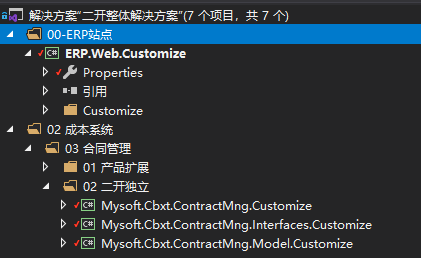 解决方案"二开整体解决方案"(7 个项目，共 7 个)
00-ERP站点
C# ERP.Web.Customize
Properties
引用
Customize
02 成本系统
03 合同管理
01 产品扩展
02 二开独立
C# Mysoft.Cbxt.ContractMng.Customize
C# Mysoft.Cbxt.ContractMng.Interfaces.Customize
C# Mysoft.Cbxt.ContractMng.Model.Customize